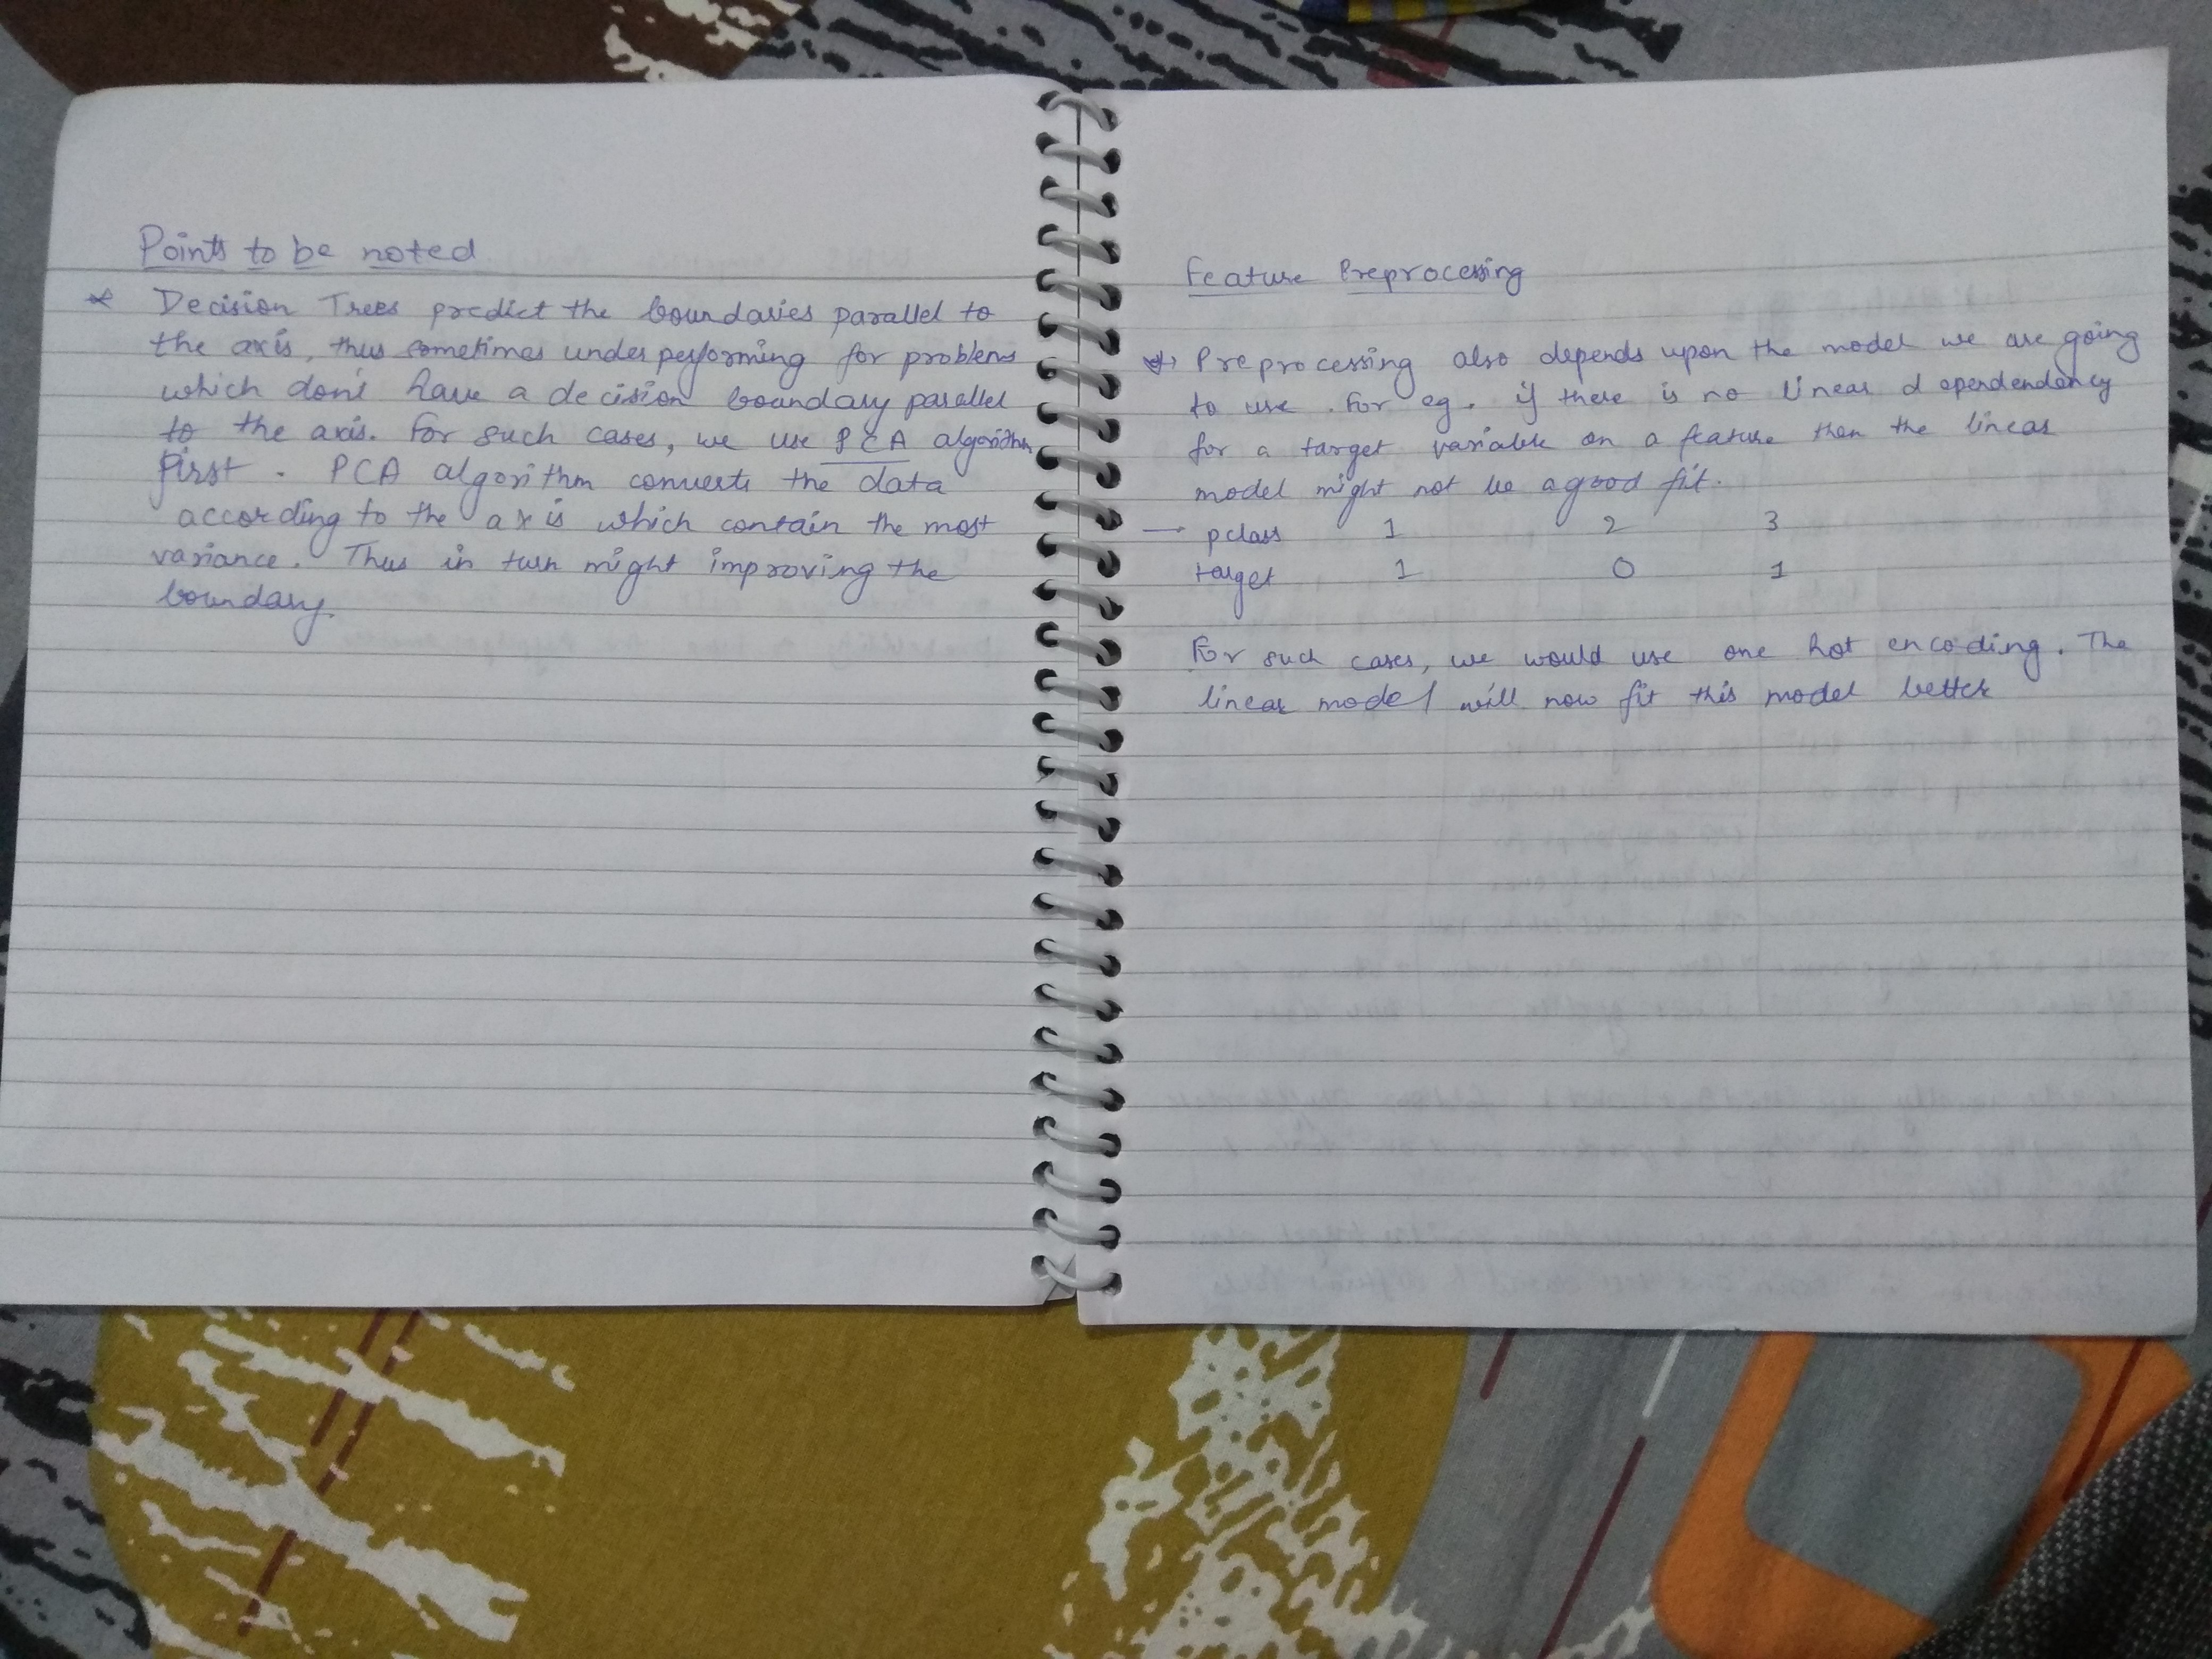 Points to be noted
* Decision Trees predict the boundaries parallel to
the axis, thus sometimes underperforming for problems
which don't have a decision boundary parallel
to the axis. For such cases, we use PCA algorithm
first. PCA algorithm converts the data
according to the axis which contain the most
variance. Thus in turn might improving the
boundary.
Feature Preprocessing
→ Preprocessing also depends upon the model we are going
to use. For eg. if there is no linear dependendency
for a target variable on a feature then the linear
model might not be a good fit.
→ pclass 1 2 3
target 1 0 1
For such cases, we would use one hot encoding. The
linear model will now fit this model better